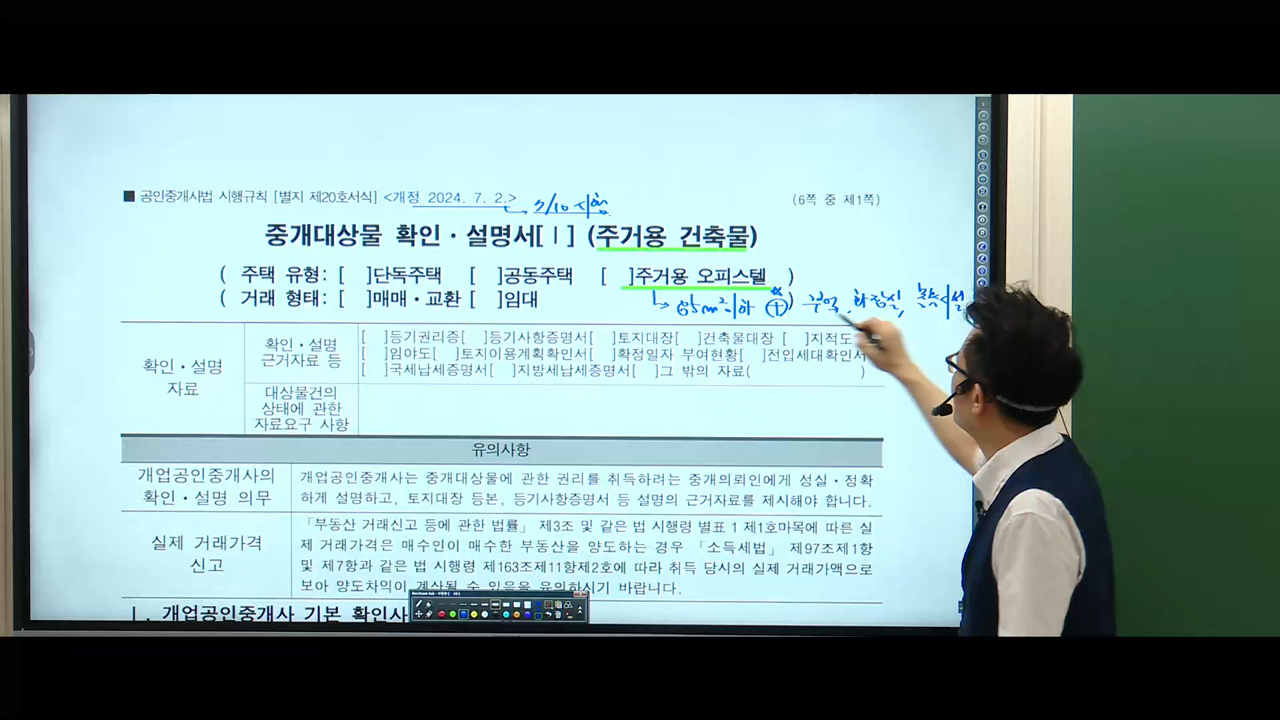 ■ 공인중개사법 시행규칙 [별지 제20호서식] <개정 2024. 7. 2.> 7/10 시행 (6쪽 중 제1쪽)
중개대상물 확인·설명서[Ⅰ] (주거용 건축물)
( 주택 유형: [ ]단독주택 [ ]공동주택 [ ]주거용 오피스텔 )
( 거래 형태: [ ]매매·교환 [ ]임대 )
85m² 이하 + 부엌, 화장실, 시설
확인·설명 자료
확인·설명 근거자료 등
[ ]등기권리증[ ]등기사항증명서[ ]토지대장[ ]건축물대장 [ ]지적도
[ ]임야도[ ]토지이용계획확인서[ ]확정일자 부여현황[ ]전입세대확인서
[ ]국세납세증명서[ ]지방세납세증명서[ ]그 밖의 자료( )
대상물건의
상태에 관한
자료요구 사항
유의사항
개업공인중개사의
확인·설명 의무
개업공인중개사는 중개대상물에 관한 권리를 취득하려는 중개의뢰인에게 성실·정확
하게 설명하고, 토지대장 등본, 등기사항증명서 등 설명의 근거자료를 제시해야 합니다.
실제 거래가격
신고
「부동산 거래신고 등에 관한 법률」 제3조 및 같은 법 시행령 별표 1 제1호마목에 따른 실
제 거래가격은 매수인이 매수한 부동산을 양도하는 경우 「소득세법」 제97조제1항
및 제7항과 같은 법 시행령 제163조제11항제2호에 따라 취득 당시의 실제 거래가액으로
보아 양도차익이 계산될 수 있음을 유의하시기 바랍니다.
Ⅰ. 개업공인중개사 기본 확인사